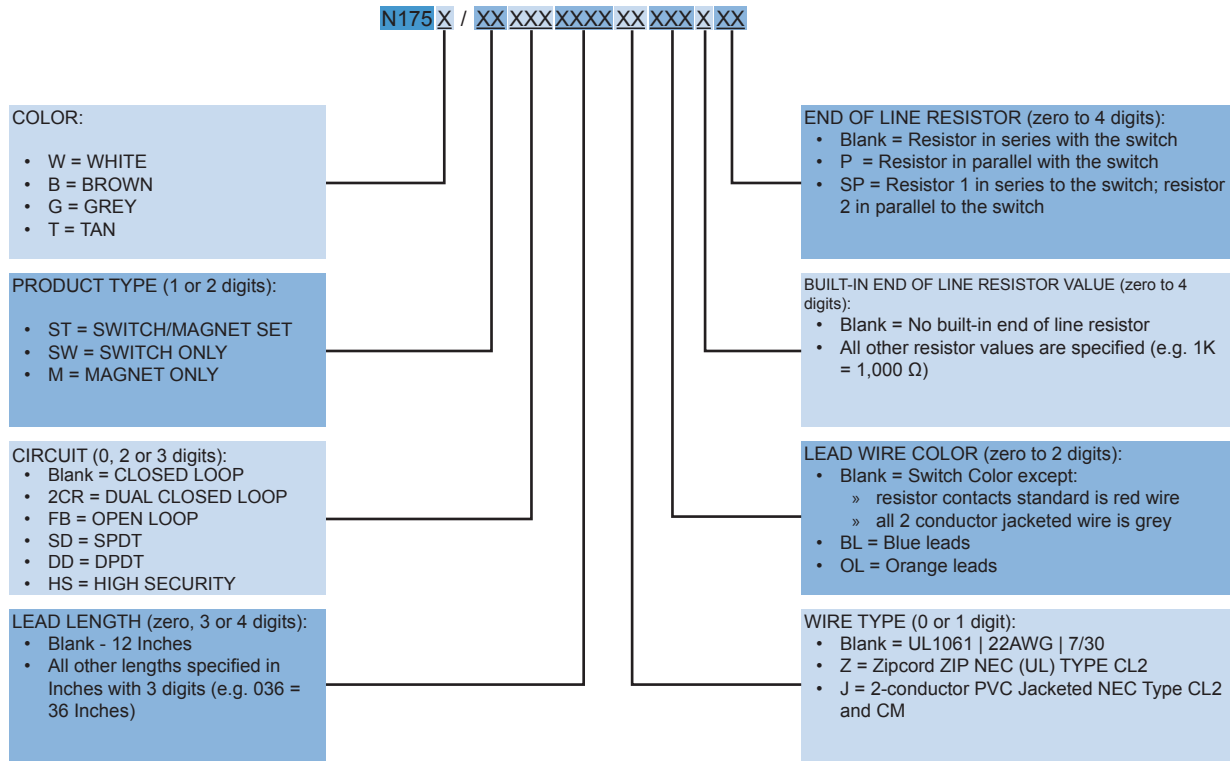 N175 X / XX XXX XXXX XX XXX X XX
COLOR:
• W = WHITE
• B = BROWN
• G = GREY
• T = TAN
PRODUCT TYPE (1 or 2 digits):
• ST = SWITCH/MAGNET SET
• SW = SWITCH ONLY
• M = MAGNET ONLY
CIRCUIT (0, 2 or 3 digits):
• Blank = CLOSED LOOP
• 2CR = DUAL CLOSED LOOP
• FB = OPEN LOOP
• SD = SPDT
• DD = DPDT
• HS = HIGH SECURITY
LEAD LENGTH (zero, 3 or 4 digits):
• Blank - 12 Inches
• All other lengths specified in
Inches with 3 digits (e.g. 036 =
36 Inches)
END OF LINE RESISTOR (zero to 4 digits):
• Blank = Resistor in series with the switch
• P = Resistor in parallel with the switch
• SP = Resistor 1 in series to the switch; resistor
2 in parallel to the switch
BUILT-IN END OF LINE RESISTOR VALUE (zero to 4
digits):
• Blank = No built-in end of line resistor
• All other resistor values are specified (e.g. 1K
= 1,000 Ω)
LEAD WIRE COLOR (zero to 2 digits):
• Blank = Switch Color except:
» resistor contacts standard is red wire
» all 2 conductor jacketed wire is grey
• BL = Blue leads
• OL = Orange leads
WIRE TYPE (0 or 1 digit):
• Blank = UL1061 | 22AWG | 7/30
• Z = Zipcord ZIP NEC (UL) TYPE CL2
• J = 2-conductor PVC Jacketed NEC Type CL2
and CM